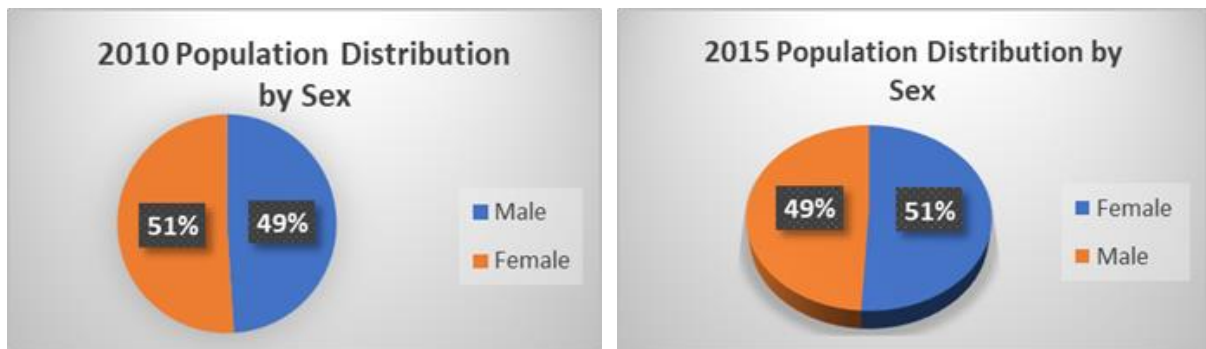 2010 Population Distribution
by Sex
51%
49%
Male
Female
2015 Population Distribution by
Sex
49%
51%
Female
Male